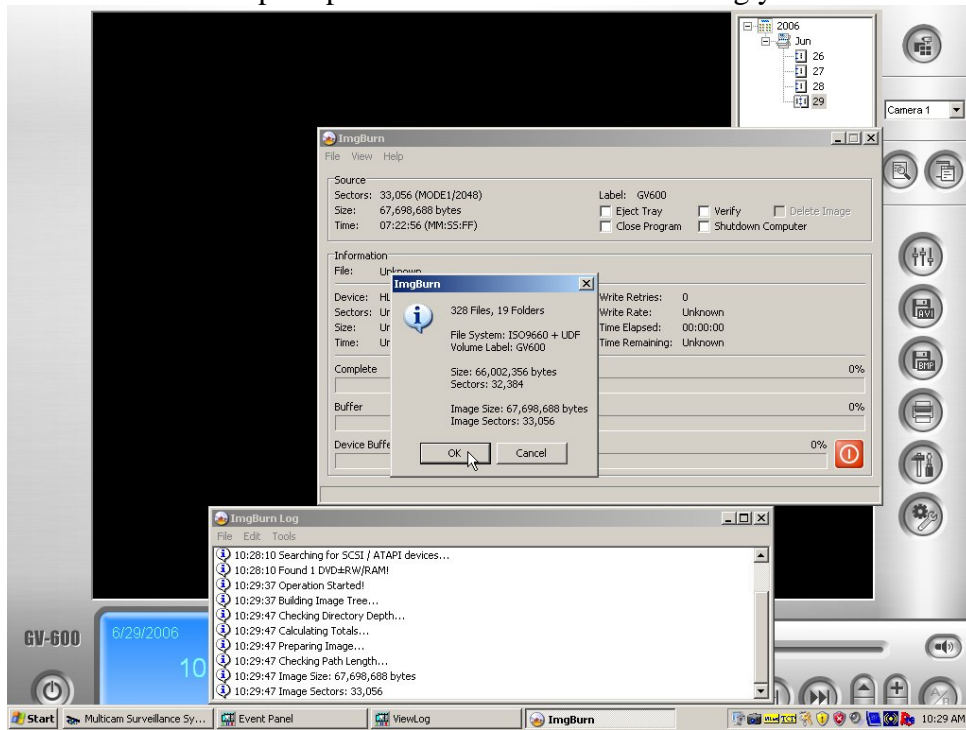 2006
Jun
26
27
28
29
Camera 1
ImgBurn
File View Help
Source
Sectors: 33,056 (MODE1/2048)
Size: 67,698,688 bytes
Time: 07:22:56 (MM:SS:FF)
Label: GV600
Eject Tray Verify Delete Image
Close Program Shutdown Computer
Information
File: Unknown
Device:
Sectors:
Size:
Time:
Write Retries: 0
Write Rate: Unknown
Time Elapsed: 00:00:00
Time Remaining: Unknown
Complete 0%
Buffer 0%
Device 0%
ImgBurn
328 Files, 19 Folders
File System: ISO9660 + UDF
Volume Label: GV600
Size: 66,002,356 bytes
Sectors: 32,384
Image Size: 67,698,688 bytes
Image Sectors: 33,056
OK Cancel
AVI
BMP
ImgBurn Log
File Edit Tools
10:28:10 Searching for SCSI / ATAPI devices...
10:28:10 Found 1 DVD±RW/RAM!
10:29:37 Operation Started!
10:29:37 Building Image Tree...
10:29:47 Checking Directory Depth...
10:29:47 Calculating Totals...
10:29:47 Preparing Image...
10:29:47 Checking Path Length...
10:29:47 Image Size: 67,698,688 bytes
10:29:47 Image Sectors: 33,056
GV-600
6/29/2006
10
A/B
Start Multicam Surveillance Sy... Event Panel ViewLog ImgBurn 10:29 AM